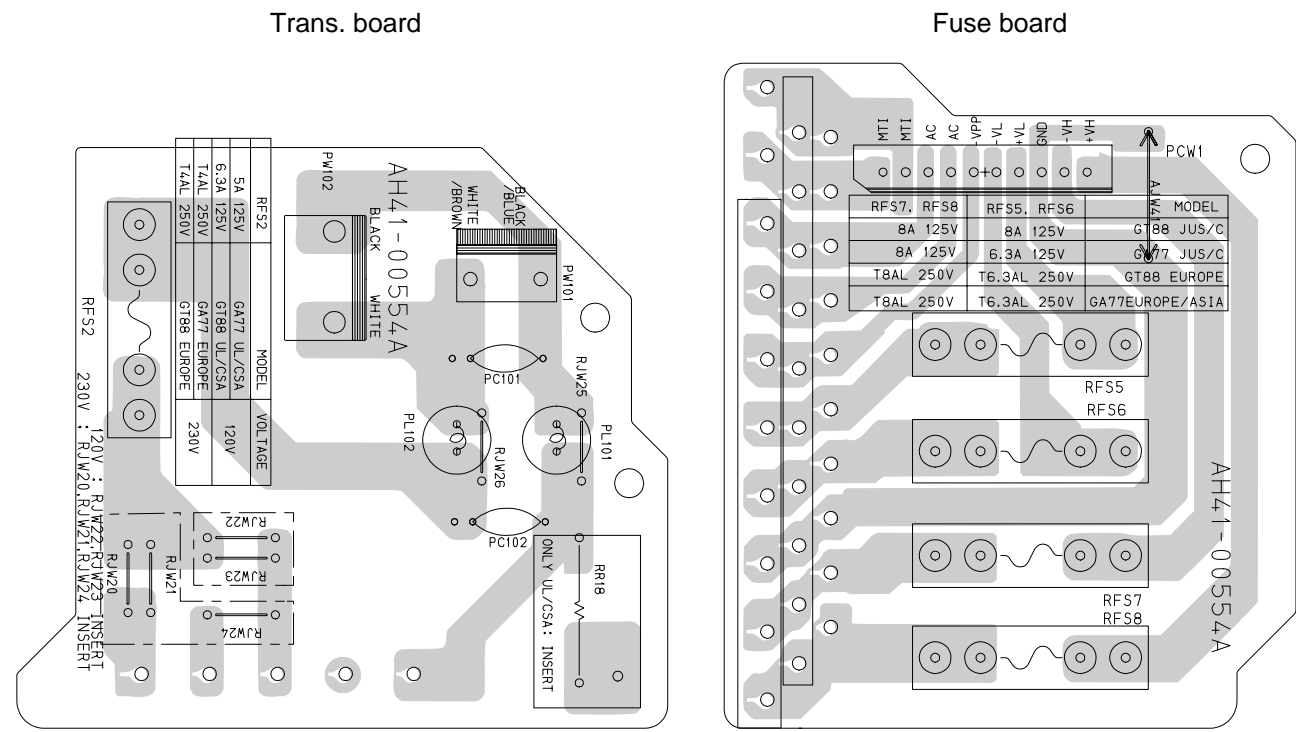 Trans. board
Fuse board
RFS2
5A 125V
6.3A 125V
T4AL 250V
T4AL 250V
MODEL
GA77 UL/CSA
GT88 UL/CSA
GA77 EUROPE
GT88 EUROPE
VOLTAGE
120V
230V
RFS2
PW102
BLACK
WHITE
AH41-00554A
WHITE
/BROWN
BLACK
/BLUE
PW101
PC101
RJW25
PL102
RJW26
PL101
PC102
120V : RJW22,RJW23 INSERT
230V : RJW20,RJW21,RJW24 INSERT
RJW22
RJW23
RJW20
RJW21
RJW24
ONLY UL/CSA: INSERT
RR18
MTI
MTI
AC
AC
-VPP
-VL
+VL
GND
-VH
+VH
PCW1
AJW41
RFS7, RFS8 RFS5, RFS6 MODEL
8A 125V 8A 125V GT88 JUS/C
8A 125V 6.3A 125V GA77 JUS/C
T8AL 250V T6.3AL 250V GT88 EUROPE
T8AL 250V T6.3AL 250V GA77EUROPE/ASIA
RFS5
RFS6
AH41-00554A
RFS7
RFS8